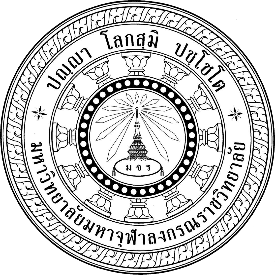 ปญฺญา โลกสฺมิ ปชฺโชโต
ม จ ร
มหาวิทยาลัยมหาจุฬาลงกรณราชวิทยาลัย